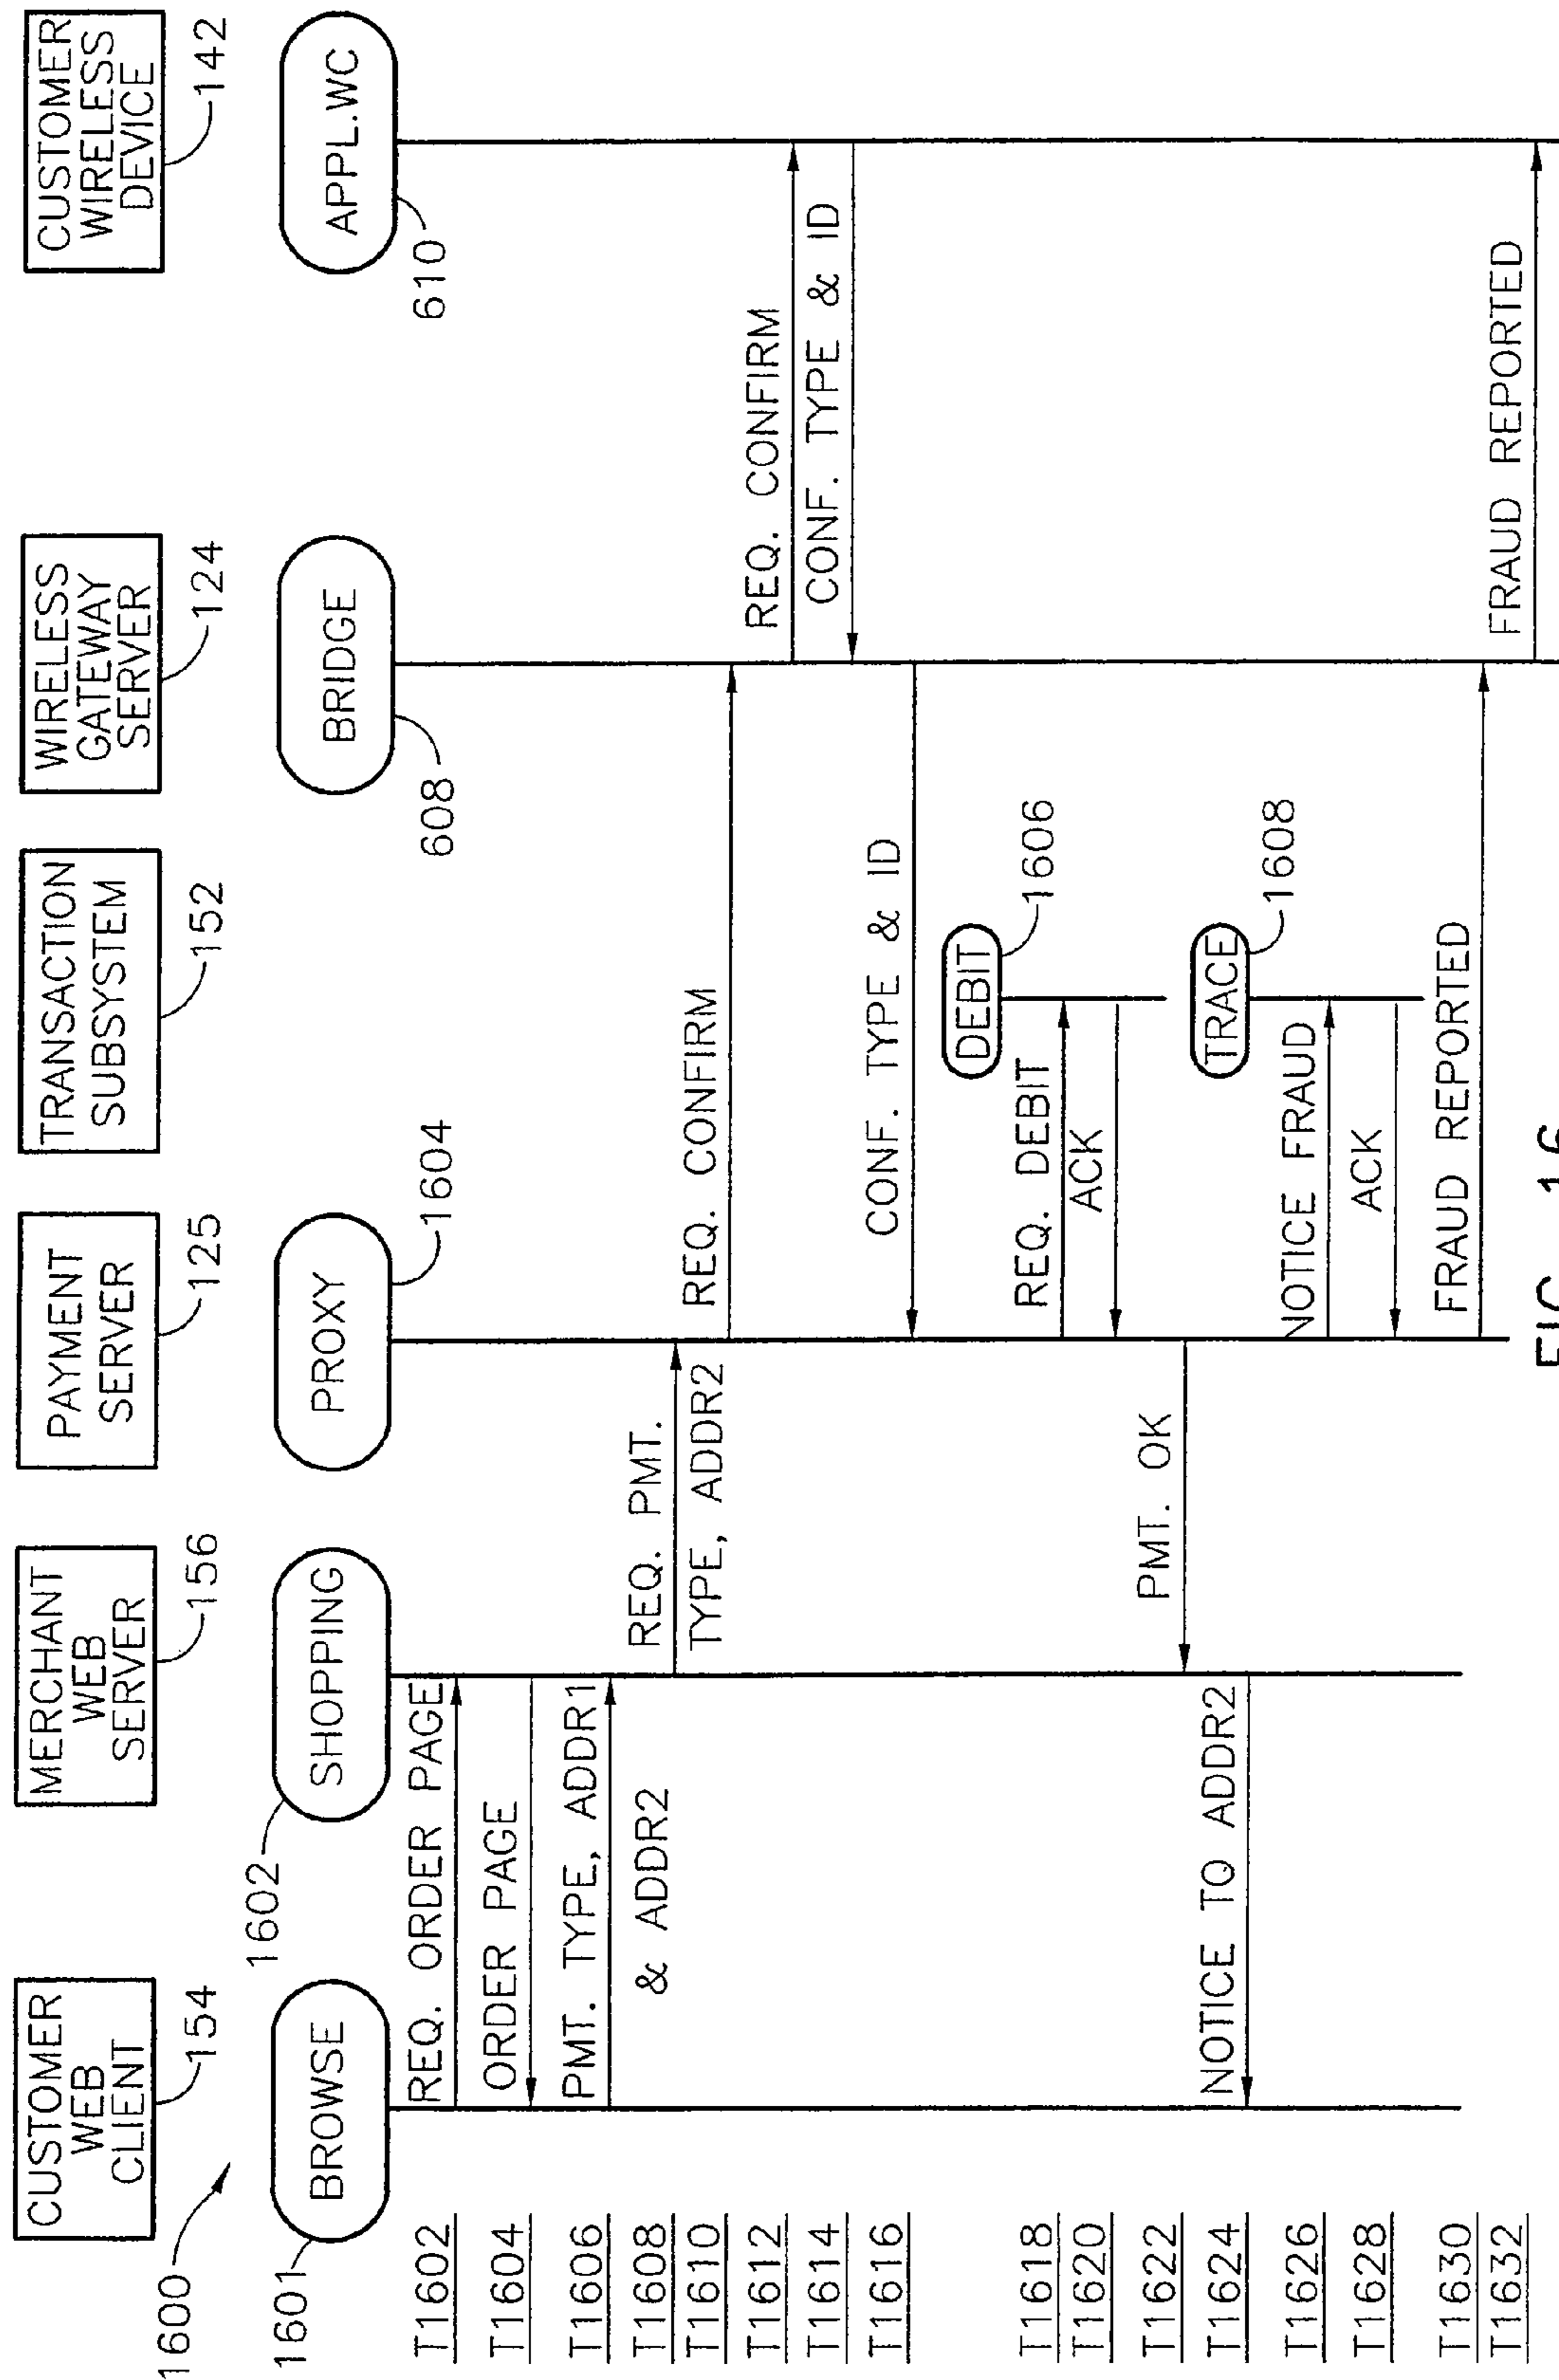 CUSTOMER
WEB
CLIENT
154
MERCHANT
WEB
SERVER
156
PAYMENT
SERVER
125
TRANSACTION
SUBSYSTEM
152
WIRELESS
GATEWAY
SERVER
124
CUSTOMER
WIRELESS
DEVICE
142
1600
1601
BROWSE
1602
SHOPPING
PROXY
1604
BRIDGE
608
APPL.WC
610
T1602
REQ. ORDER PAGE
T1604
ORDER PAGE
T1606
PMT. TYPE, ADDR1
& ADDR2
T1608
REQ. PMT.
TYPE, ADDR2
T1610
REQ. CONFIRM
T1612
REQ. CONFIRM
T1614
CONF. TYPE & ID
T1616
CONF. TYPE & ID
DEBIT
1606
T1618
REQ. DEBIT
T1620
ACK
T1622
PMT. OK
T1624
NOTICE TO ADDR2
TRACE
1608
T1626
NOTICE FRAUD
T1628
ACK
T1630
FRAUD REPORTED
T1632
FRAUD REPORTED
FIG. 16